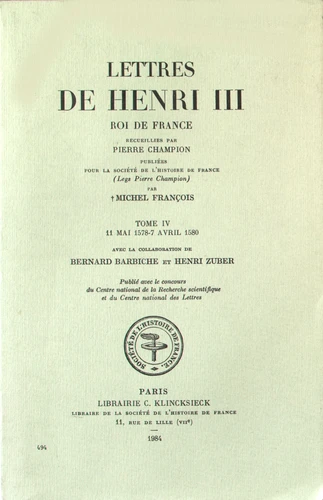 LETTRES
DE HENRI III
ROI DE FRANCE
RECUEILLIES PAR
PIERRE CHAMPION
PUBLIÉES
POUR LA SOCIÉTÉ DE L'HISTOIRE DE FRANCE
(Legs Pierre Champion)
PAR
† MICHEL FRANÇOIS
TOME IV
11 MAI 1578-7 AVRIL 1580
AVEC LA COLLABORATION DE
BERNARD BARBICHE ET HENRI ZUBER
Publié avec le concours
du Centre national de la Recherche scientifique
et du Centre national des Lettres
SOCIÉTÉ DE L'HISTOIRE DE FRANCE
PARIS
LIBRAIRIE C. KLINCKSIECK
LIBRAIRE DE LA SOCIÉTÉ DE L'HISTOIRE DE FRANCE
11, RUE DE LILLE (VIIe)
1984
494